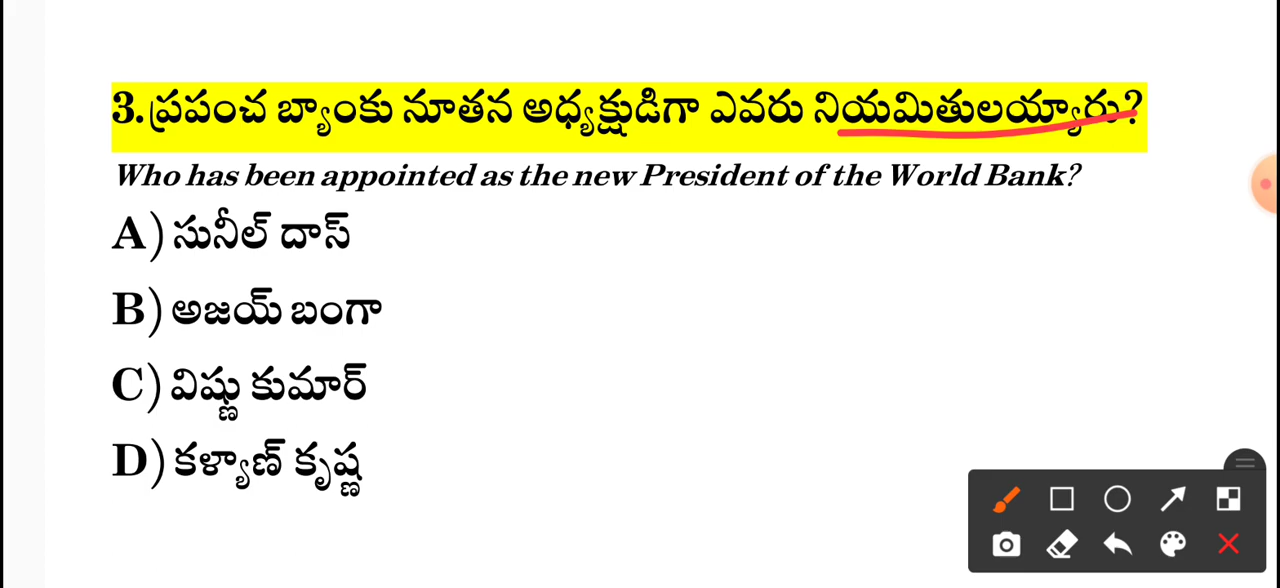 3. ప్రపంచ బ్యాంకు నూతన అధ్యక్షుడిగా ఎవరు నియమితులయ్యారు?
Who has been appointed as the new President of the World Bank?
A) సునీల్ దాస్
B) అజయ్ బంగా
C) విష్ణు కుమార్
D) కళ్యాణ్ కృష్ణ